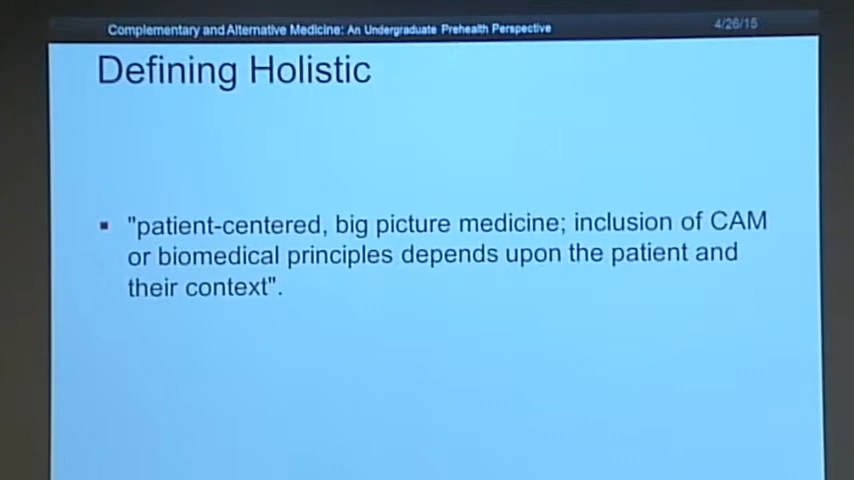 Complementary and Alternative Medicine: An Undergraduate Prehealth Perspective
4/26/15
Defining Holistic
▪ "patient-centered, big picture medicine; inclusion of CAM
or biomedical principles depends upon the patient and
their context".